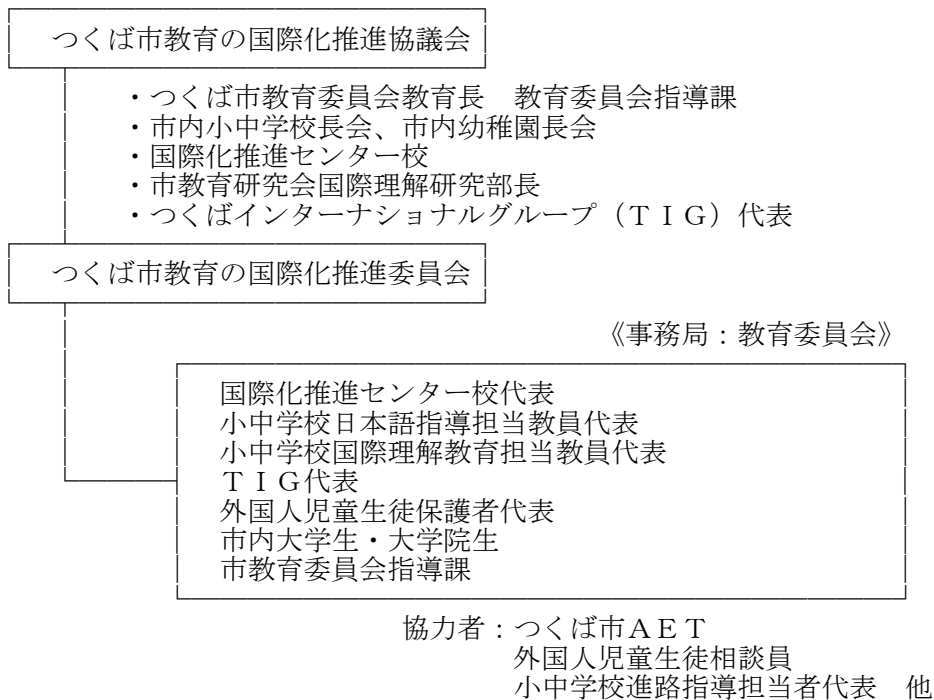 つくば市教育の国際化推進協議会
・つくば市教育委員会教育長　教育委員会指導課
・市内小中学校長会、市内幼稚園長会
・国際化推進センター校
・市教育研究会国際理解研究部長
・つくばインターナショナルグループ（ＴＩＧ）代表
つくば市教育の国際化推進委員会
《事務局：教育委員会》
国際化推進センター校代表
小中学校日本語指導担当教員代表
小中学校国際理解教育担当教員代表
ＴＩＧ代表
外国人児童生徒保護者代表
市内大学生・大学院生
市教育委員会指導課
協力者：つくば市ＡＥＴ
外国人児童生徒相談員
小中学校進路指導担当者代表　他